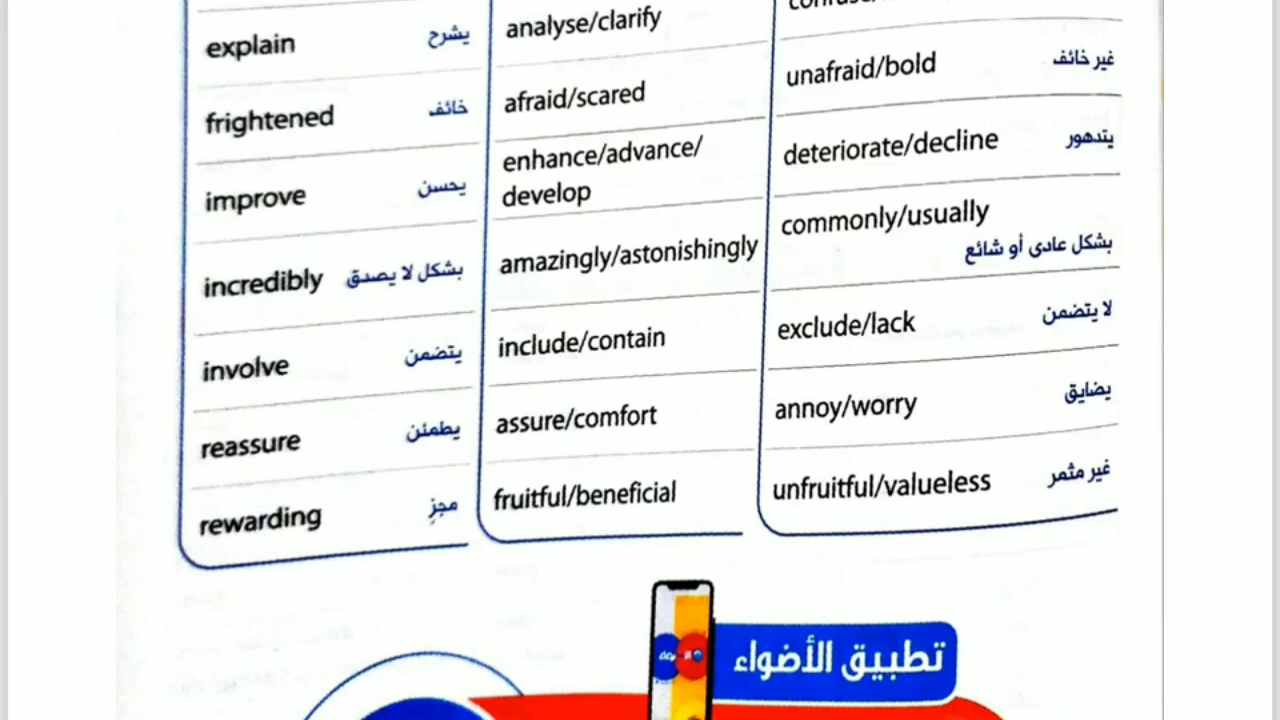 explain يشرح analyse/clarify
frightened خائف afraid/scared unafraid/bold غير خائف
improve يحسن enhance/advance/
develop deteriorate/decline يتدهور
incredibly بشكل لا يصدق amazingly/astonishingly commonly/usually
بشكل عادى أو شائع
involve يتضمن include/contain exclude/lack لا يتضمن
reassure يطمئن assure/comfort annoy/worry يضايق
rewarding مجزٍ fruitful/beneficial unfruitful/valueless غير مثمر
تطبيق الأضواء